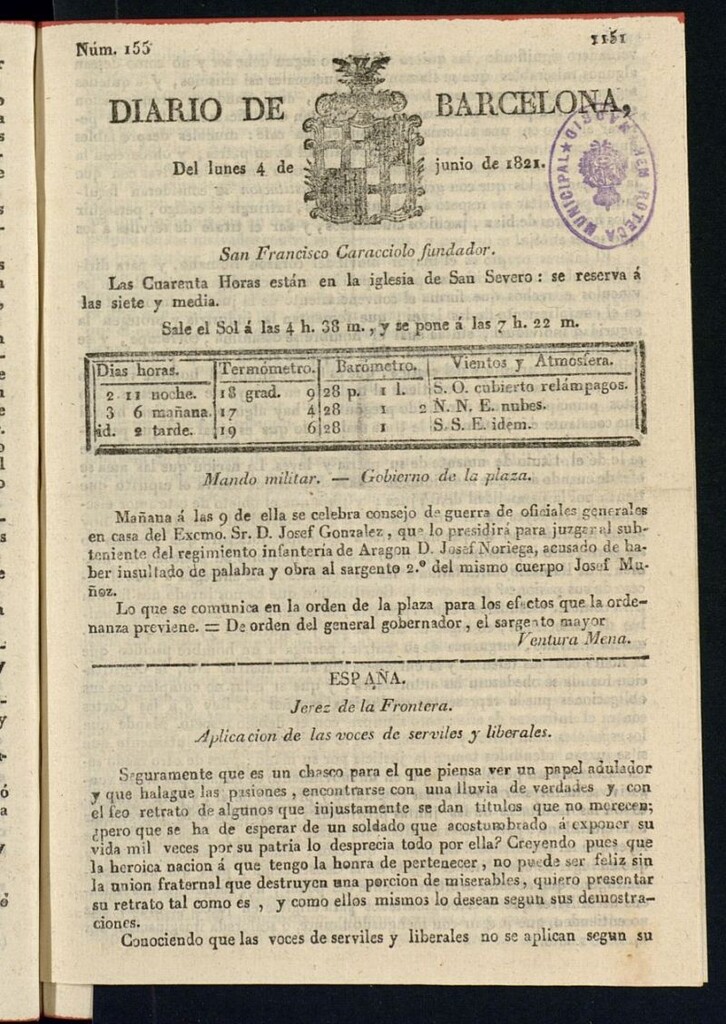 Núm. 155
1151
DIARIO DE BARCELONA,
Del lunes 4 de junio de 1821.
HEMEROTECA MUNICIPAL
San Francisco Caracciolo fundador.
Las Cuarenta Horas están en la iglesia de San Severo : se reserva á
las siete y media.
Sale el Sol á las 4 h. 38 m. , y se pone á las 7 h. 22 m.
Dias horas. Termómetro. Barómetro. Vientos y Atmosfera.
2 11 noche. 18 grad. 9 28 p. 1 l. S. O. cubierto relámpagos.
3 6 mañana. 17 4 28 1 2 N. N. E. nubes.
id. 2 tarde. 19 6 28 1 S. S. E. idem.
Mando militar. — Gobierno de la plaza.
Mañana á las 9 de ella se celebra consejo de guerra de oficiales generales
en casa del Excmo. Sr. D. Josef Gonzalez , que lo presidirá para juzgar al sub-
teniente del regimiento infantería de Aragon D. Josef Noriega, acusado de ha-
ber insultado de palabra y obra al sargento 2.º del mismo cuerpo Josef Mu-
ñoz.
Lo que se comunica en la orden de la plaza para los efectos que la orde-
nanza previene. = De orden del general gobernador , el sargento mayor
Ventura Mena.
ESPAÑA.
Jerez de la Frontera.
Aplicacion de las voces de serviles y liberales.
Seguramente que es un chasco para el que piensa ver un papel adulador
y que halague las pasiones , encontrarse con una lluvia de verdades y con
el feo retrato de algunos que injustamente se dan titulos que no merecen;
¿pero que se ha de esperar de un soldado que acostumbrado á exponer su
vida mil veces por su patria lo desprecia todo por ella? Creyendo pues que
la heroica nacion á que tengo la honra de pertenecer , no puede ser feliz sin
la union fraternal que destruyen una porcion de miserables, quiero presentar
su retrato tal como es , y como ellos mismos lo desean segun sus demostra-
ciones.
Conociendo que las voces de serviles y liberales no se aplican segun su